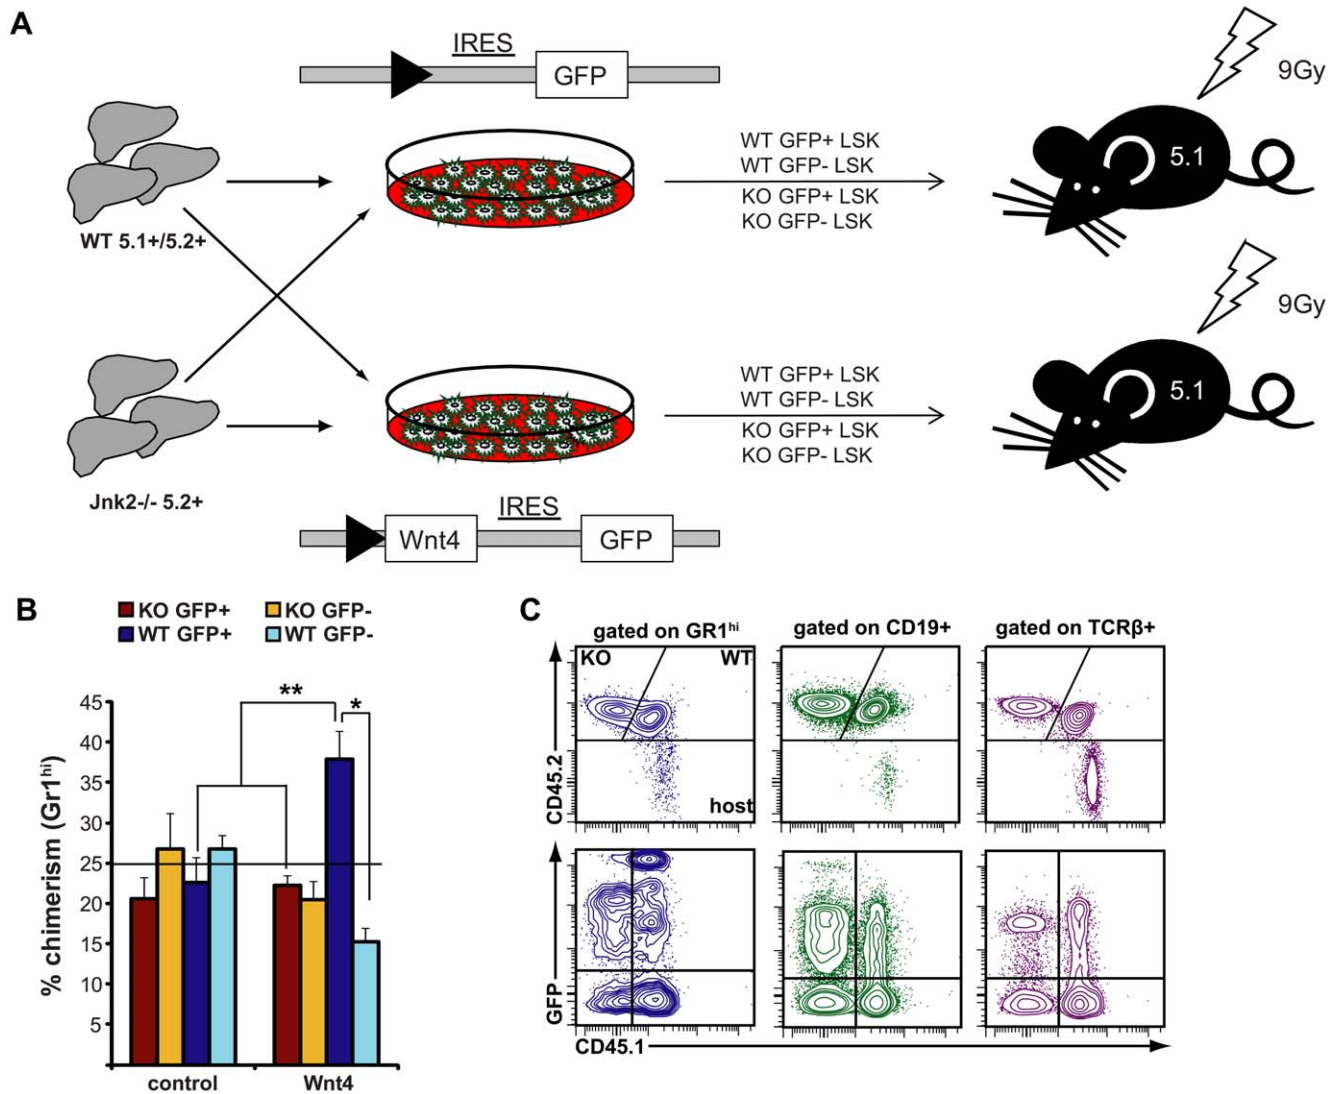 A
IRES
GFP
9Gy
WT GFP+ LSK
WT GFP- LSK
KO GFP+ LSK
KO GFP- LSK
5.1
WT 5.1+/5.2+
9Gy
WT GFP+ LSK
WT GFP- LSK
KO GFP+ LSK
KO GFP- LSK
5.1
Jnk2-/- 5.2+
IRES
Wnt4
GFP
B
KO GFP+
KO GFP-
WT GFP+
WT GFP-
% chimerism (Gr1hi)
45
40
35
30
25
20
15
10
5
**
*
control
Wnt4
C
gated on GR1hi
gated on CD19+
gated on TCRβ+
KO
WT
host
CD45.2
GFP
CD45.1